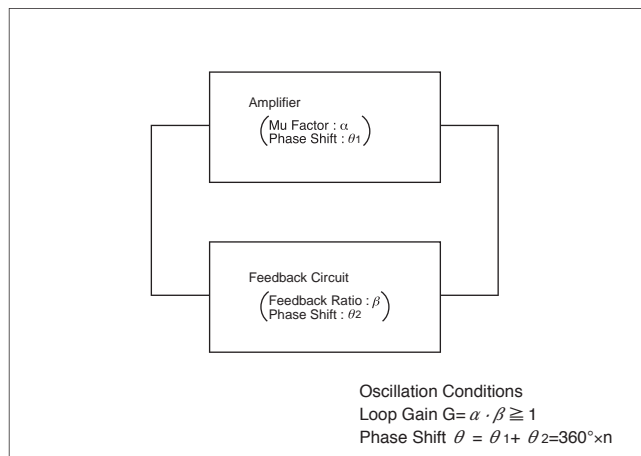 Amplifier
(Mu Factor : α
Phase Shift : θ1)
Feedback Circuit
(Feedback Ratio : β
Phase Shift : θ2)
Oscillation Conditions
Loop Gain G= α · β ≧ 1
Phase Shift θ = θ1+ θ2=360°×n